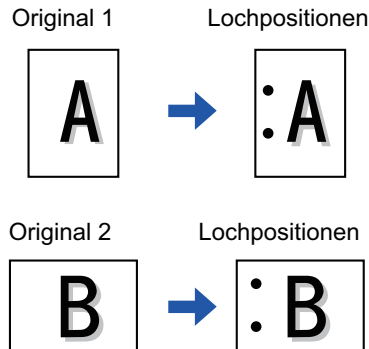 Original 1 Lochpositionen
A :A
Original 2 Lochpositionen
B :B